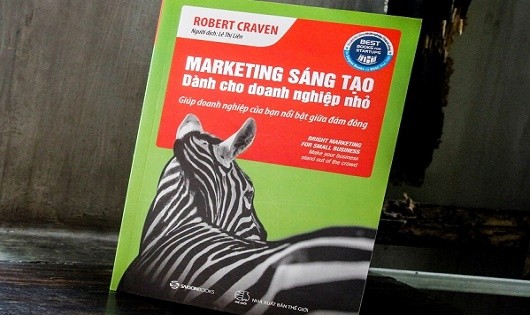 ROBERT CRAVEN
Người dịch: Lê Thị Liên
BEST
BOOKS FOR
STARTUPS
MARKETING SÁNG TẠO
Dành cho doanh nghiệp nhỏ
Giúp doanh nghiệp của bạn nổi bật giữa đám đông
BRIGHT MARKETING
FOR SMALL BUSINESS
Make your business
stand out of the crowd
SAIGONBOOKS
NHÀ XUẤT BẢN THẾ GIỚI